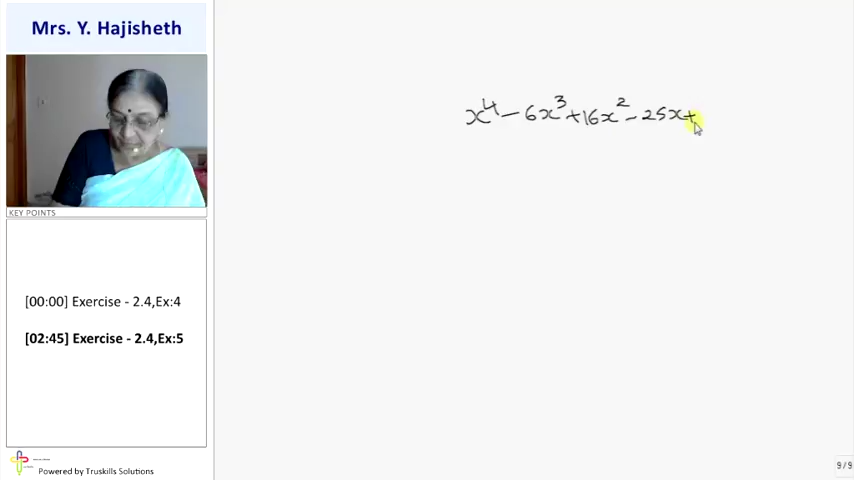 Mrs. Y. Hajisheth
x⁴ - 6x³ + 16x² - 25x +
KEY POINTS
[00:00] Exercise - 2.4,Ex:4
[02:45] Exercise - 2.4,Ex:5
Powered by Truskills Solutions
9 / 9